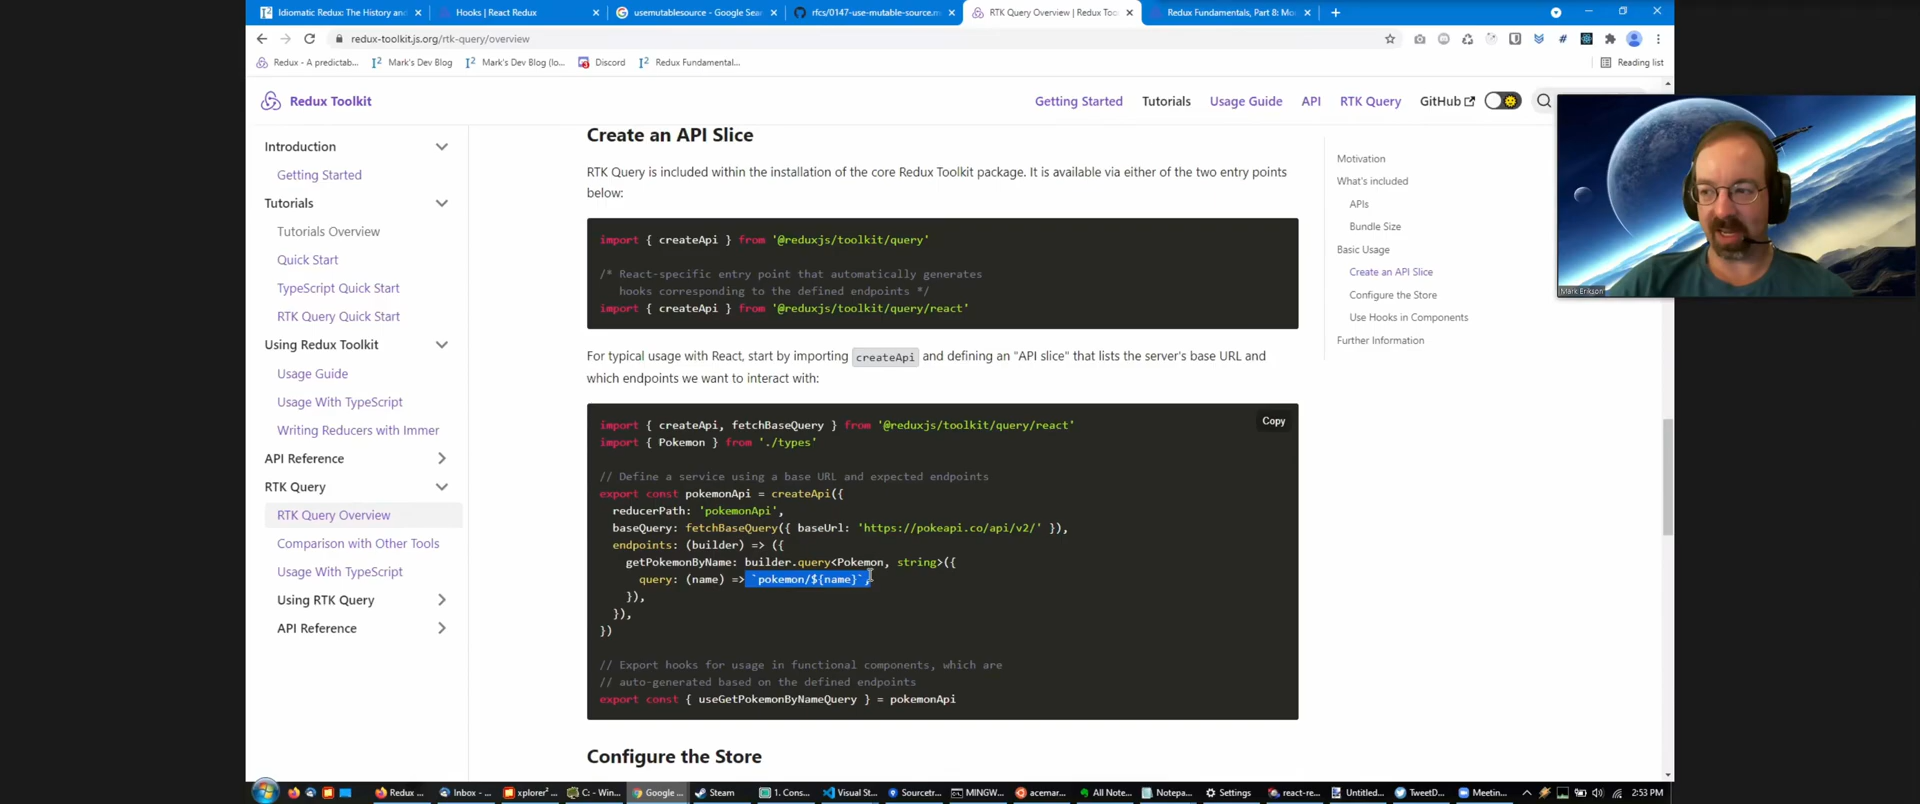 Idiomatic Redux: The History and
Hooks | React Redux
usemutablesource - Google Sea
rfcs/0147-use-mutable-source.m
RTK Query Overview | Redux Too
Redux Fundamentals, Part 8: Mo
redux-toolkit.js.org/rtk-query/overview
Redux - A predictab...
Mark's Dev Blog
Mark's Dev Blog (lo...
Discord
Redux Fundamental...
Reading list
Redux Toolkit
Getting Started
Tutorials
Usage Guide
API
RTK Query
GitHub
Introduction
Getting Started
Tutorials
Tutorials Overview
Quick Start
TypeScript Quick Start
RTK Query Quick Start
Using Redux Toolkit
Usage Guide
Usage With TypeScript
Writing Reducers with Immer
API Reference
RTK Query
RTK Query Overview
Comparison with Other Tools
Usage With TypeScript
Using RTK Query
API Reference
Create an API Slice
RTK Query is included within the installation of the core Redux Toolkit package. It is available via either of the two entry points
below:
import { createApi } from '@reduxjs/toolkit/query'
/* React-specific entry point that automatically generates
hooks corresponding to the defined endpoints */
import { createApi } from '@reduxjs/toolkit/query/react'
For typical usage with React, start by importing createApi and defining an "API slice" that lists the server's base URL and
which endpoints we want to interact with:
Copy
import { createApi, fetchBaseQuery } from '@reduxjs/toolkit/query/react'
import { Pokemon } from './types'
// Define a service using a base URL and expected endpoints
export const pokemonApi = createApi({
reducerPath: 'pokemonApi',
baseQuery: fetchBaseQuery({ baseUrl: 'https://pokeapi.co/api/v2/' }),
endpoints: (builder) => ({
getPokemonByName: builder.query<Pokemon, string>({
query: (name) => `pokemon/${name}`,
}),
}),
})
// Export hooks for usage in functional components, which are
// auto-generated based on the defined endpoints
export const { useGetPokemonByNameQuery } = pokemonApi
Configure the Store
Motivation
What's included
APIs
Bundle Size
Basic Usage
Create an API Slice
Configure the Store
Use Hooks in Components
Further Information
Mark Erikson
Redux ...
Inbox - ...
xplorer² ...
C: - Win...
Google ...
Steam
1. Cons...
Visual St...
Sourcetr...
MINGW...
acemar...
All Note...
Notepa...
Settings
react-re...
Untitled...
TweetD...
Meetin...
2:53 PM